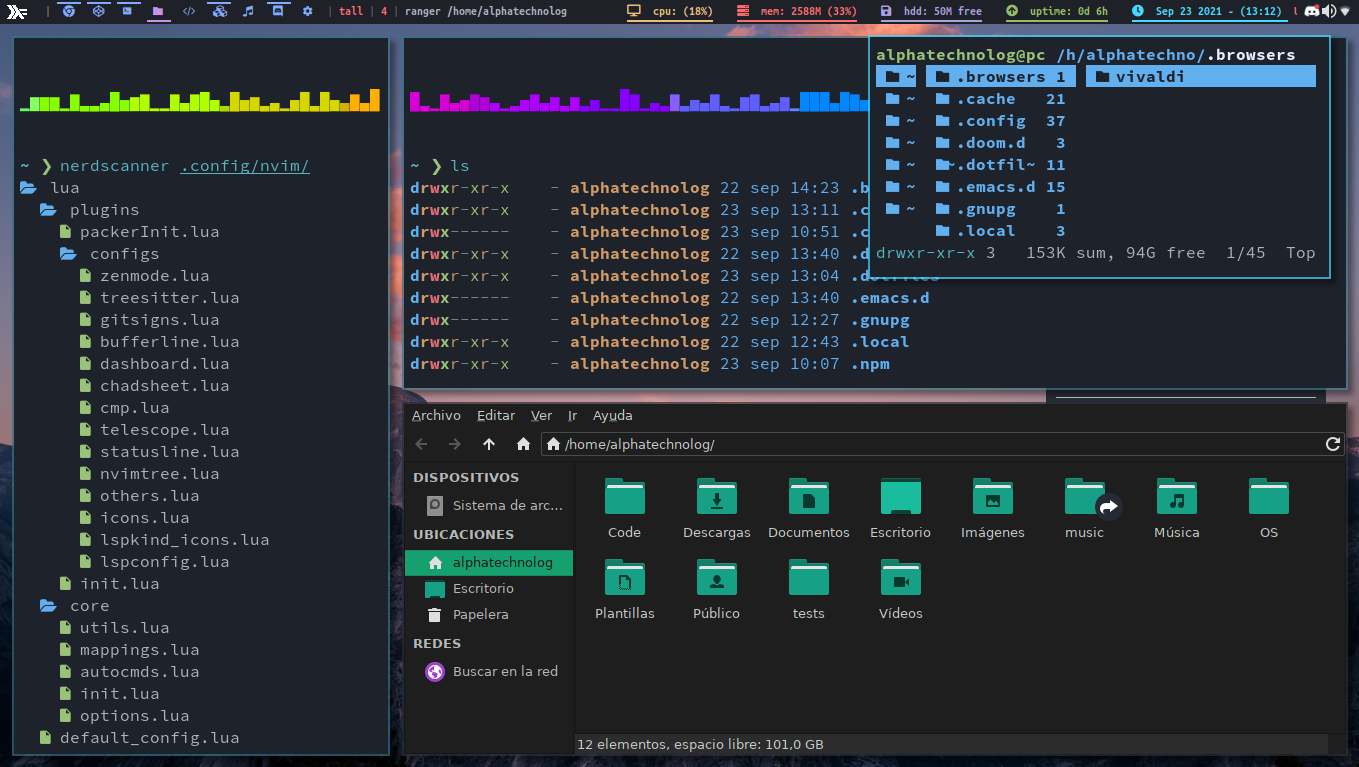 tall | 4 | ranger /home/alphatechnolog
cpu: (18%)
mem: 2588M (33%)
hdd: 50M free
uptime: 0d 6h
Sep 23 2021 - (13:12)
~ ❯ nerdscanner .config/nvim/
lua
plugins
packerInit.lua
configs
zenmode.lua
treesitter.lua
gitsigns.lua
bufferline.lua
dashboard.lua
chadsheet.lua
cmp.lua
telescope.lua
statusline.lua
nvimtree.lua
others.lua
icons.lua
lspkind_icons.lua
lspconfig.lua
init.lua
core
utils.lua
mappings.lua
autocmds.lua
init.lua
options.lua
default_config.lua
~ ❯ ls
drwxr-xr-x - alphatechnolog 22 sep 14:23 .b
drwxr-xr-x - alphatechnolog 23 sep 13:11 .c
drwx------ - alphatechnolog 23 sep 10:51 .c
drwxr-xr-x - alphatechnolog 22 sep 13:40 .d
drwxr-xr-x - alphatechnolog 23 sep 13:04 .dotfiles
drwx------ - alphatechnolog 22 sep 13:40 .emacs.d
drwx------ - alphatechnolog 22 sep 12:27 .gnupg
drwxr-xr-x - alphatechnolog 22 sep 12:43 .local
drwxr-xr-x - alphatechnolog 23 sep 10:07 .npm
alphatechnolog@pc /h/alphatechno/.browsers
~ .browsers 1 vivaldi
~ .cache 21
~ .config 37
~ .doom.d 3
~ ~.dotfil~ 11
~ .emacs.d 15
~ .gnupg 1
.local 3
drwxr-xr-x 3 153K sum, 94G free 1/45 Top
Archivo Editar Ver Ir Ayuda
/home/alphatechnolog/
DISPOSITIVOS
Sistema de arc...
UBICACIONES
alphatechnolog
Escritorio
Papelera
REDES
Buscar en la red
Code Descargas Documentos Escritorio Imágenes music Música OS
Plantillas Público tests Vídeos
12 elementos, espacio libre: 101,0 GB